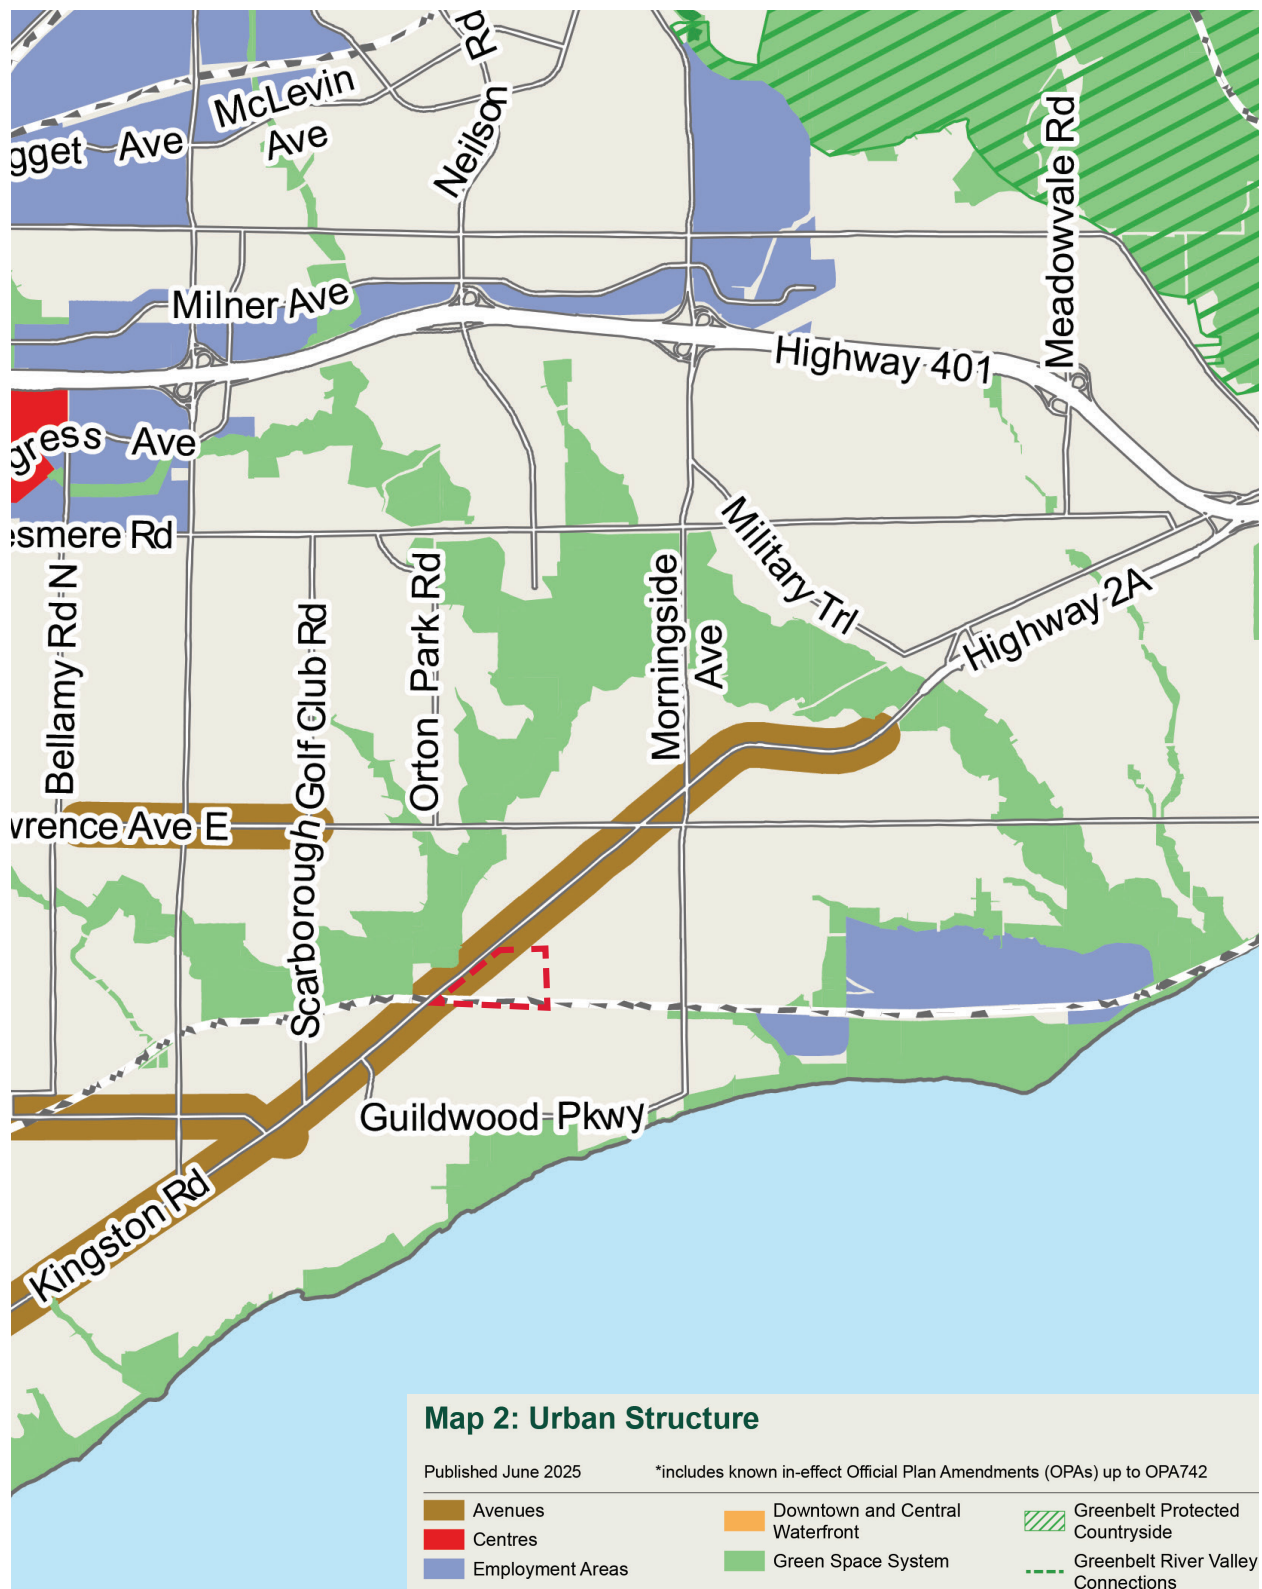 Rd
McLevin
Ave
gget Ave
Neilson
Meadowvale Rd
Milner Ave
Highway 401
gress Ave
esmere Rd
Military Trl
Highway 2A
Bellamy Rd N
Scarborough Golf Club Rd
Orton Park Rd
Morningside
Ave
wrence Ave E
Guildwood Pkwy
Kingston Rd
Map 2: Urban Structure
Published June 2025 *includes known in-effect Official Plan Amendments (OPAs) up to OPA742
Avenues
Centres
Employment Areas
Downtown and Central
Waterfront
Green Space System
Greenbelt Protected
Countryside
Greenbelt River Valley
Connections